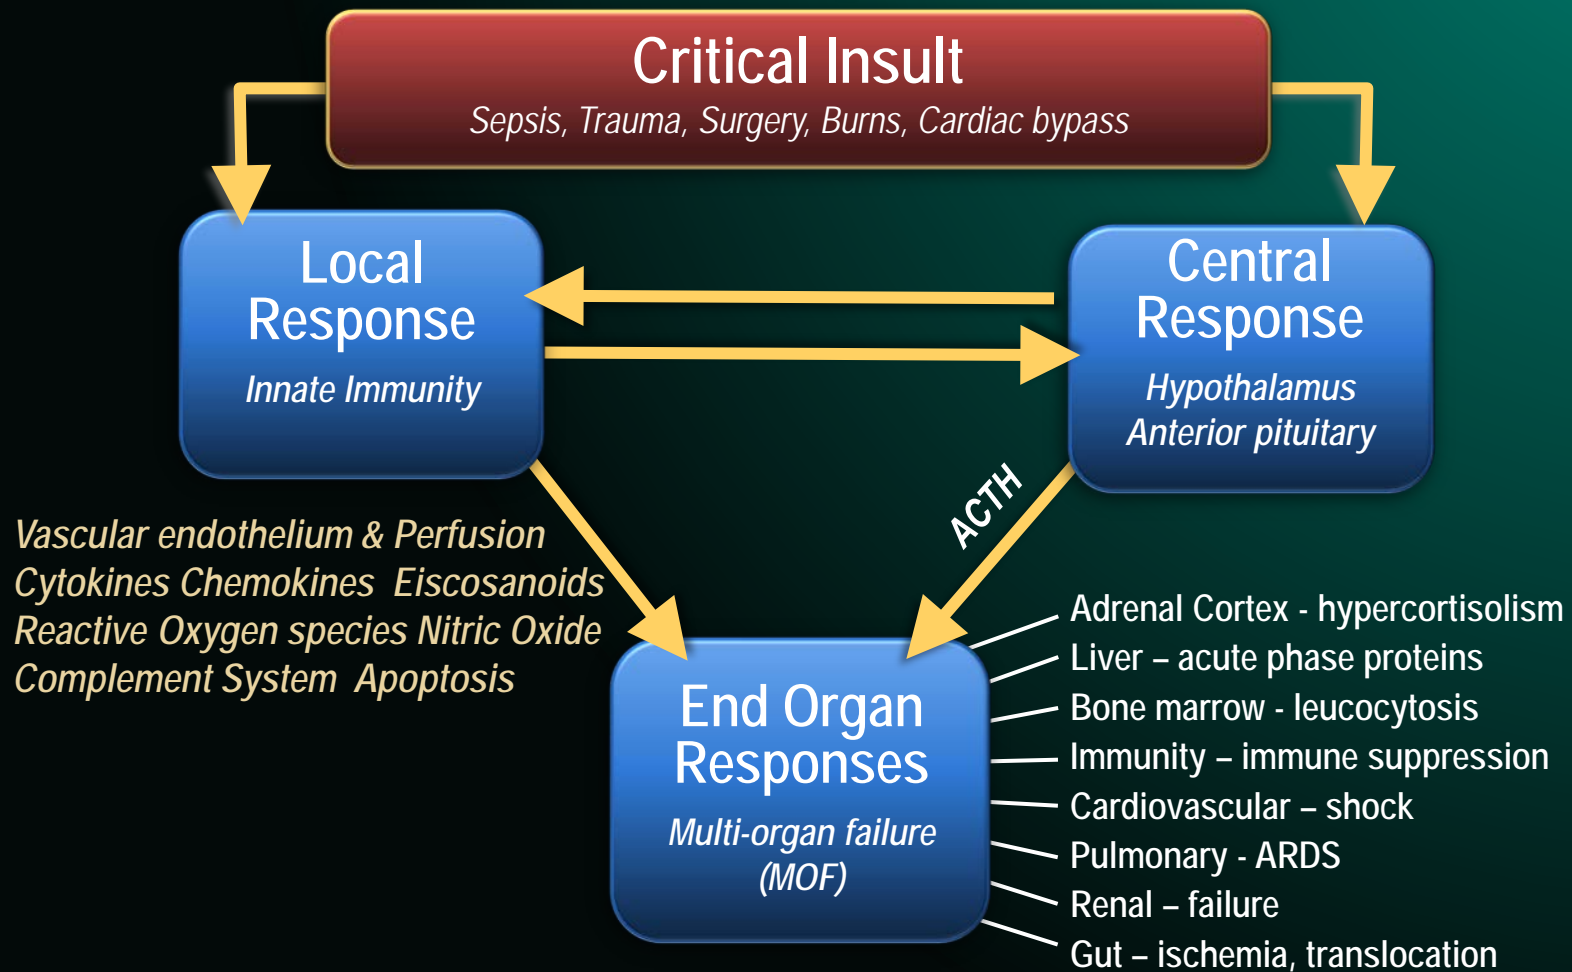 Critical Insult
Sepsis, Trauma, Surgery, Burns, Cardiac bypass
Local
Response
Innate Immunity
Central
Response
Hypothalamus
Anterior pituitary
ACTH
Vascular endothelium & Perfusion
Cytokines Chemokines Eiscosanoids
Reactive Oxygen species Nitric Oxide
Complement System Apoptosis
End Organ
Responses
Multi-organ failure
(MOF)
Adrenal Cortex - hypercortisolism
Liver – acute phase proteins
Bone marrow - leucocytosis
Immunity – immune suppression
Cardiovascular – shock
Pulmonary - ARDS
Renal – failure
Gut – ischemia, translocation